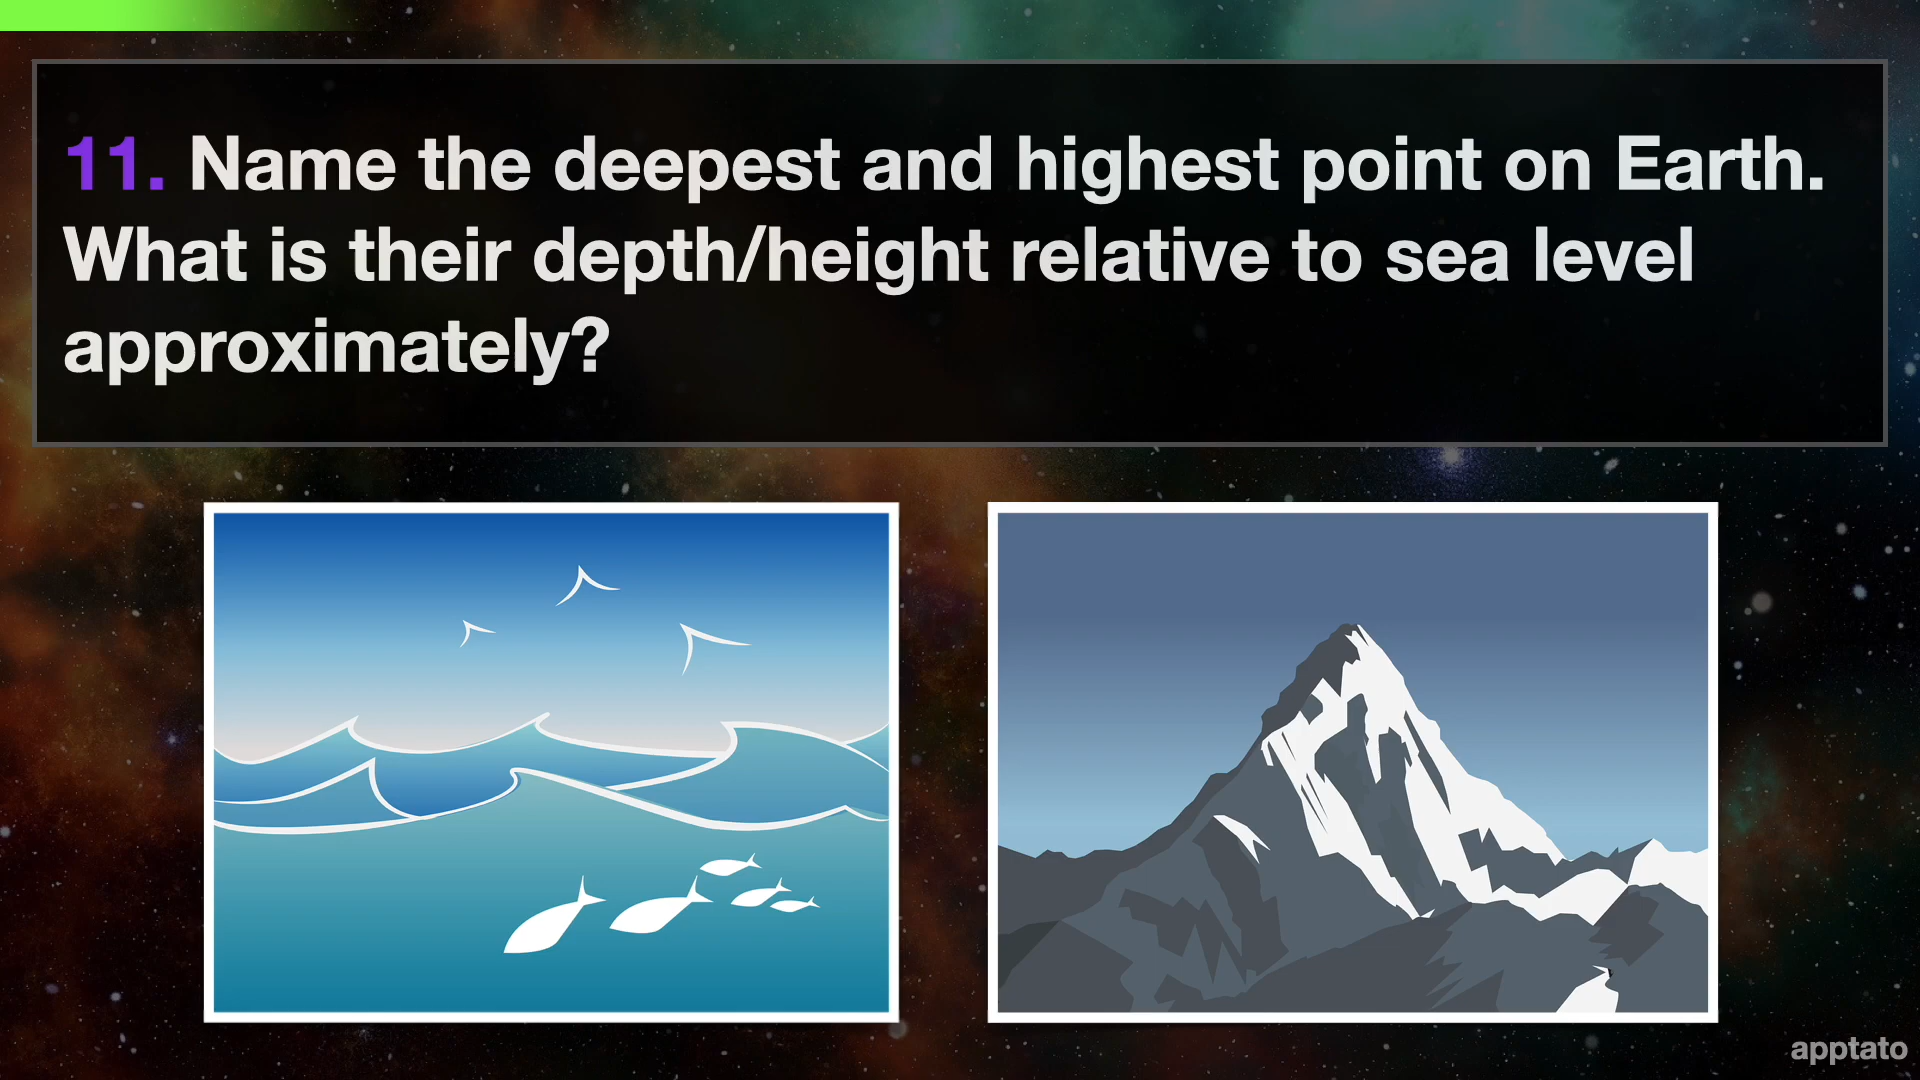 11. Name the deepest and highest point on Earth.
What is their depth/height relative to sea level
approximately?
apptato